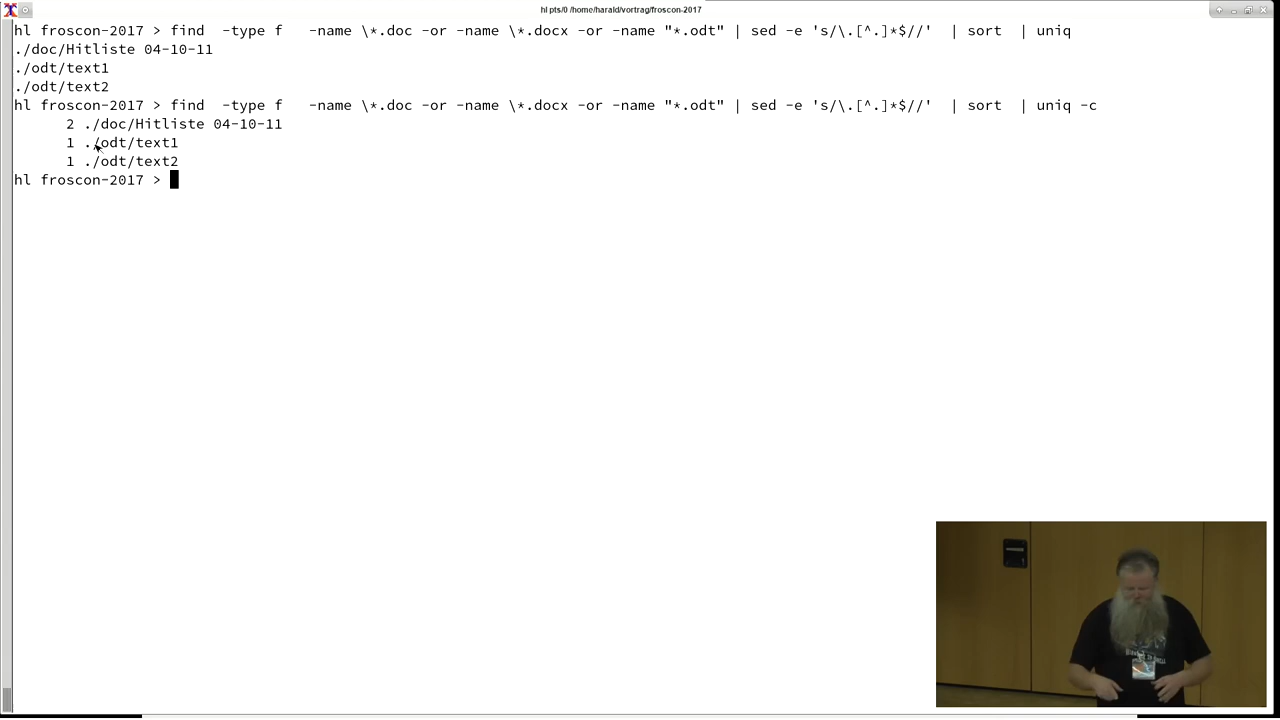 hl pts/0 /home/harald/vortrag/froscon-2017
hl froscon-2017 > find  -type f   -name \*.doc -or -name \*.docx -or -name "*.odt" | sed -e 's/\.[^.]*$//'  | sort  | uniq
./doc/Hitliste 04-10-11
./odt/text1
./odt/text2
hl froscon-2017 > find  -type f   -name \*.doc -or -name \*.docx -or -name "*.odt" | sed -e 's/\.[^.]*$//'  | sort  | uniq -c
      2 ./doc/Hitliste 04-10-11
      1 ./odt/text1
      1 ./odt/text2
hl froscon-2017 >